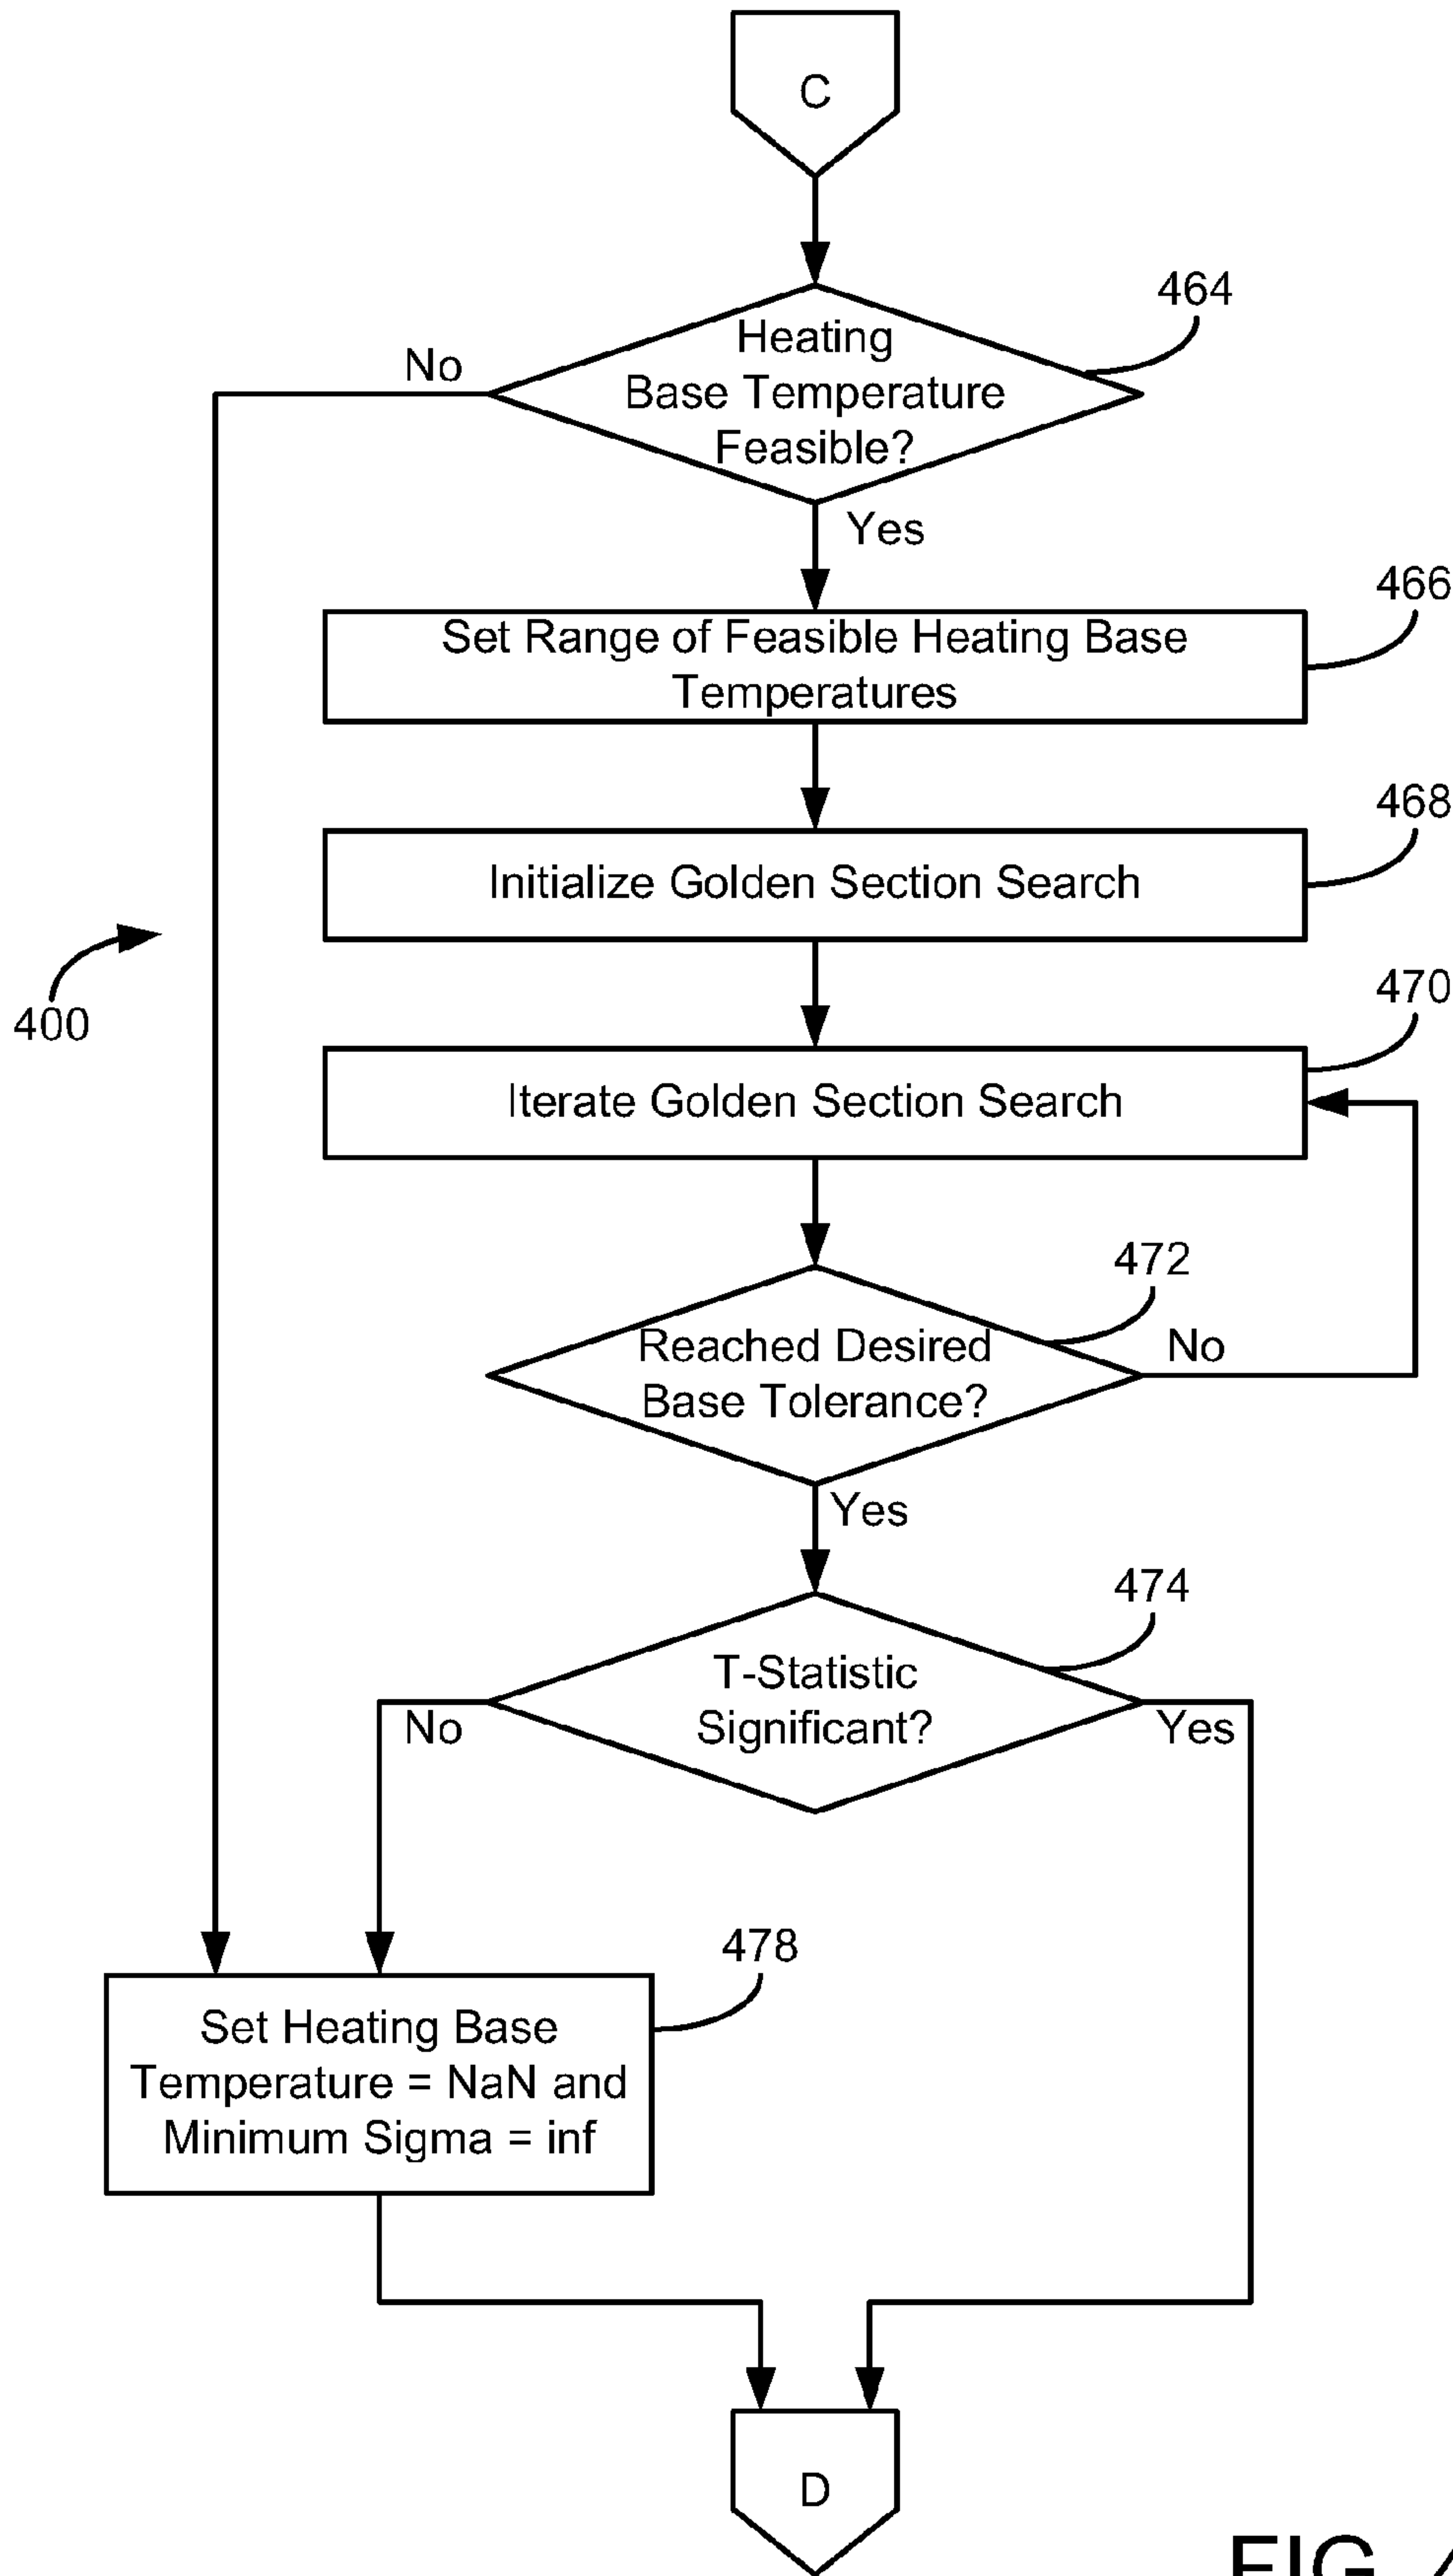 C
464
Heating
Base Temperature
Feasible?
No
Yes
466
Set Range of Feasible Heating Base
Temperatures
468
Initialize Golden Section Search
400
470
Iterate Golden Section Search
472
Reached Desired
Base Tolerance?
No
Yes
474
T-Statistic
Significant?
No
Yes
478
Set Heating Base
Temperature = NaN and
Minimum Sigma = inf
D
FIG.